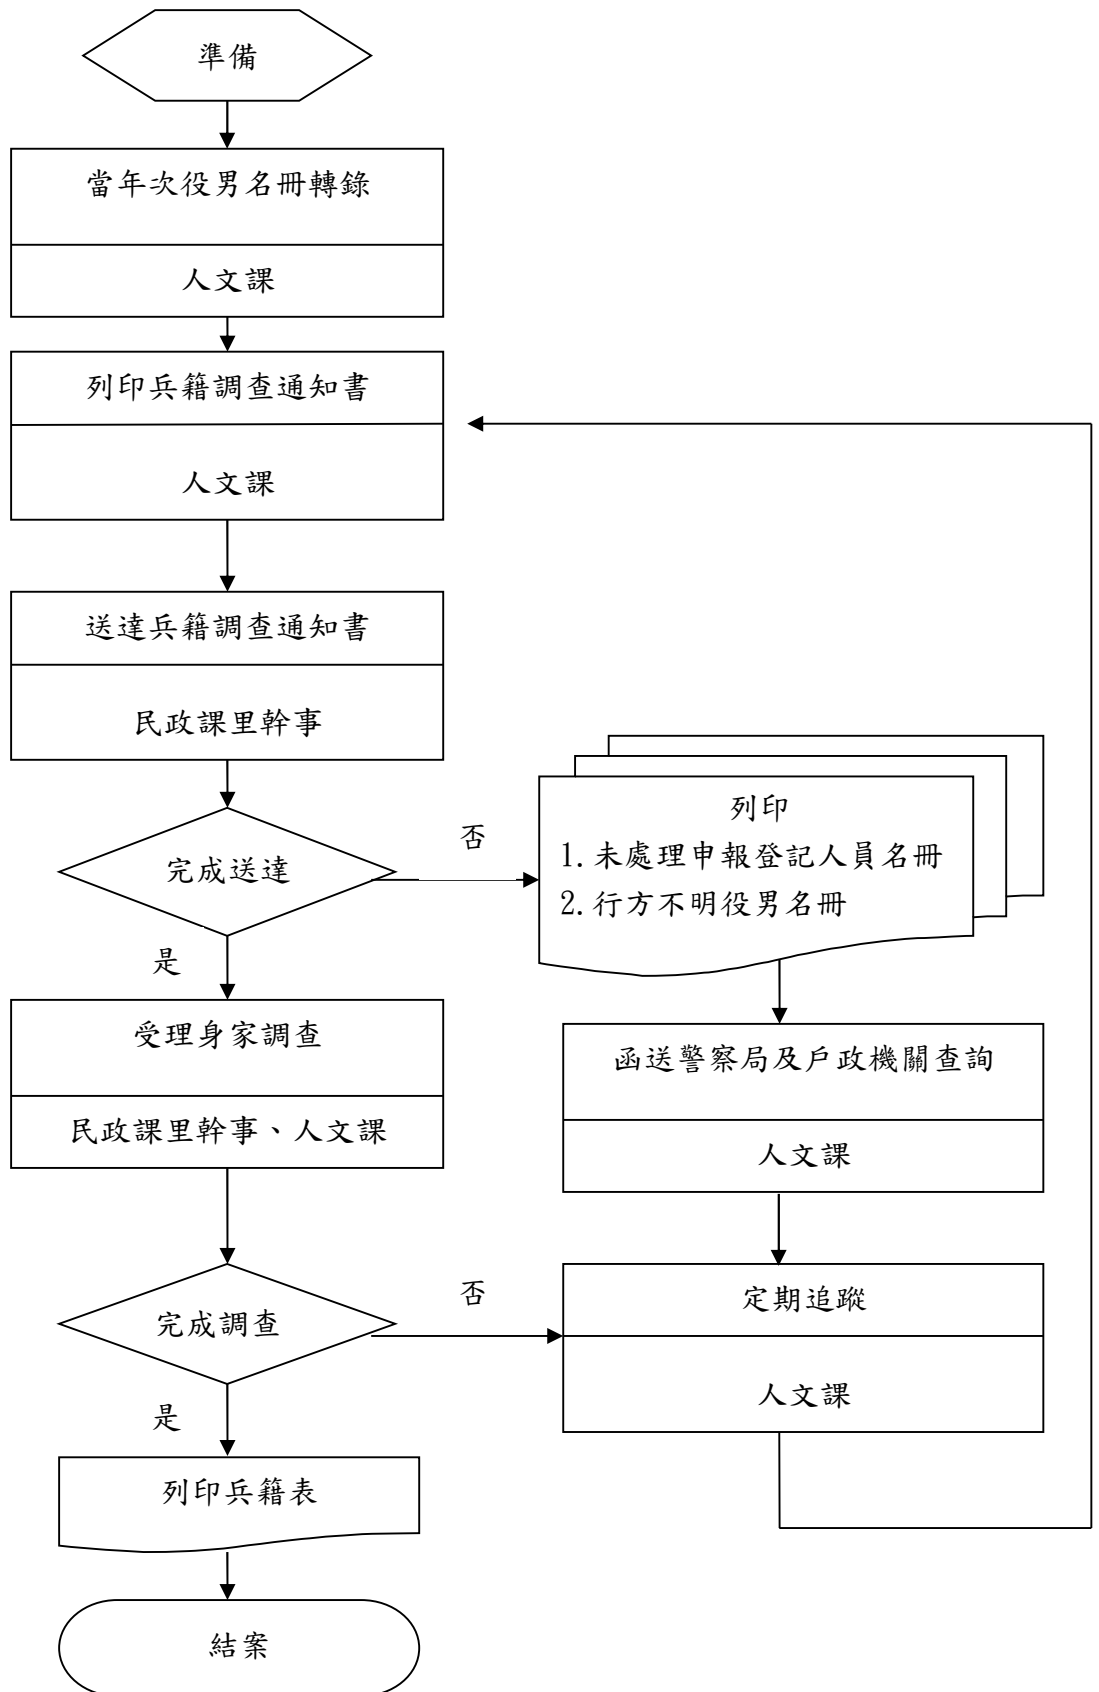 準備
當年次役男名冊轉錄
人文課
列印兵籍調查通知書
人文課
送達兵籍調查通知書
民政課里幹事
完成送達
否
列印
1.未處理申報登記人員名冊
2.行方不明役男名冊
是
受理身家調查
民政課里幹事、人文課
函送警察局及戶政機關查詢
人文課
完成調查
否
定期追蹤
人文課
是
列印兵籍表
結案